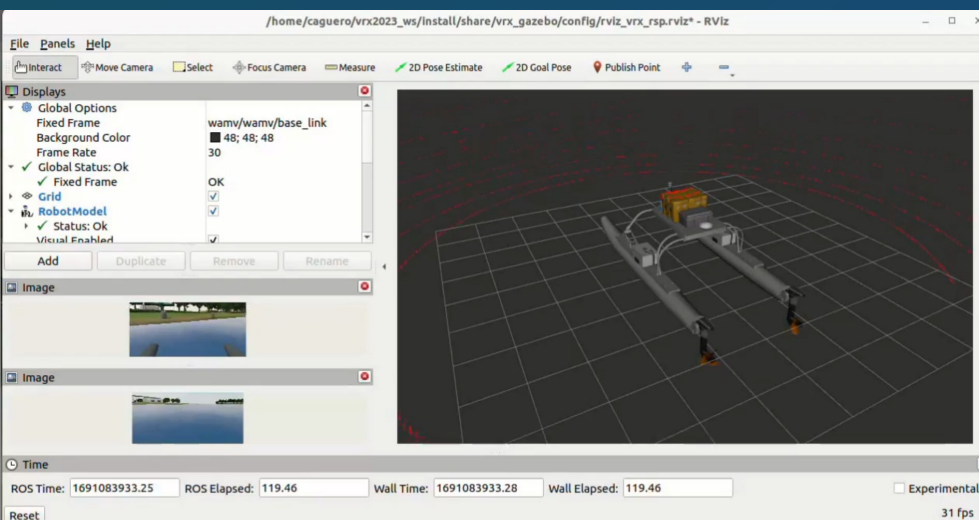 /home/caguero/vrx2023_ws/install/share/vrx_gazebo/config/rviz_vrx_rsp.rviz* - RViz
File Panels Help
Interact Move Camera Select Focus Camera Measure 2D Pose Estimate 2D Goal Pose Publish Point
Displays
Global Options
Fixed Frame wamv/wamv/base_link
Background Color 48; 48; 48
Frame Rate 30
Global Status: Ok
Fixed Frame OK
Grid
RobotModel
Status: Ok
Visual Enabled
Add Duplicate Remove Rename
Image
Image
Time
ROS Time: 1691083933.25 ROS Elapsed: 119.46 Wall Time: 1691083933.28 Wall Elapsed: 119.46 Experimental
Reset 31 fps